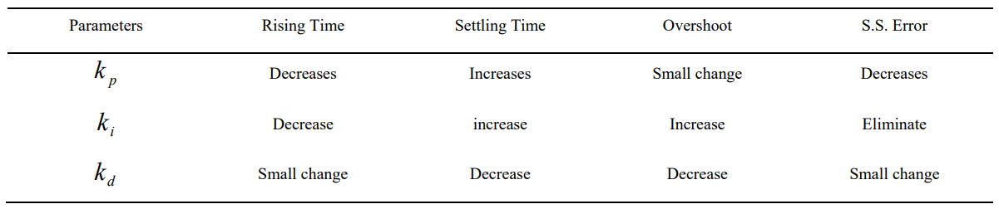 Parameters Rising Time Settling Time Overshoot S.S. Error
k_p Decreases Increases Small change Decreases
k_i Decrease increase Increase Eliminate
k_d Small change Decrease Decrease Small change